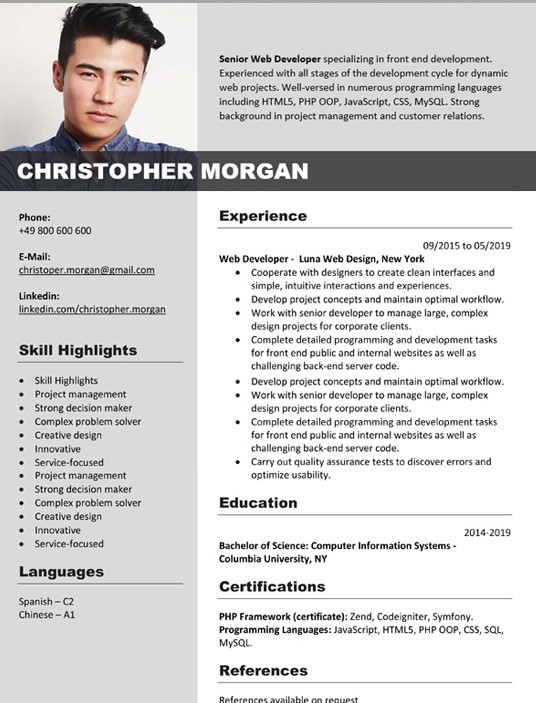 Senior Web Developer specializing in front end development.
Experienced with all stages of the development cycle for dynamic
web projects. Well-versed in numerous programming languages
including HTML5, PHP OOP, JavaScript, CSS, MySQL. Strong
background in project management and customer relations.
CHRISTOPHER MORGAN
Phone:
+49 800 600 600
E-Mail:
christoper.morgan@gmail.com
Linkedin:
linkedin.com/christopher.morgan
Skill Highlights
• Skill Highlights
• Project management
• Strong decision maker
• Complex problem solver
• Creative design
• Innovative
• Service-focused
• Project management
• Strong decision maker
• Complex problem solver
• Creative design
• Innovative
• Service-focused
Languages
Spanish – C2
Chinese – A1
Experience
09/2015 to 05/2019
Web Developer - Luna Web Design, New York
• Cooperate with designers to create clean interfaces and
simple, intuitive interactions and experiences.
• Develop project concepts and maintain optimal workflow.
• Work with senior developer to manage large, complex
design projects for corporate clients.
• Complete detailed programming and development tasks
for front end public and internal websites as well as
challenging back-end server code.
• Develop project concepts and maintain optimal workflow.
• Work with senior developer to manage large, complex
design projects for corporate clients.
• Complete detailed programming and development tasks
for front end public and internal websites as well as
challenging back-end server code.
• Carry out quality assurance tests to discover errors and
optimize usability.
Education
2014-2019
Bachelor of Science: Computer Information Systems -
Columbia University, NY
Certifications
PHP Framework (certificate): Zend, Codeigniter, Symfony.
Programming Languages: JavaScript, HTML5, PHP OOP, CSS, SQL,
MySQL.
References
References available on request